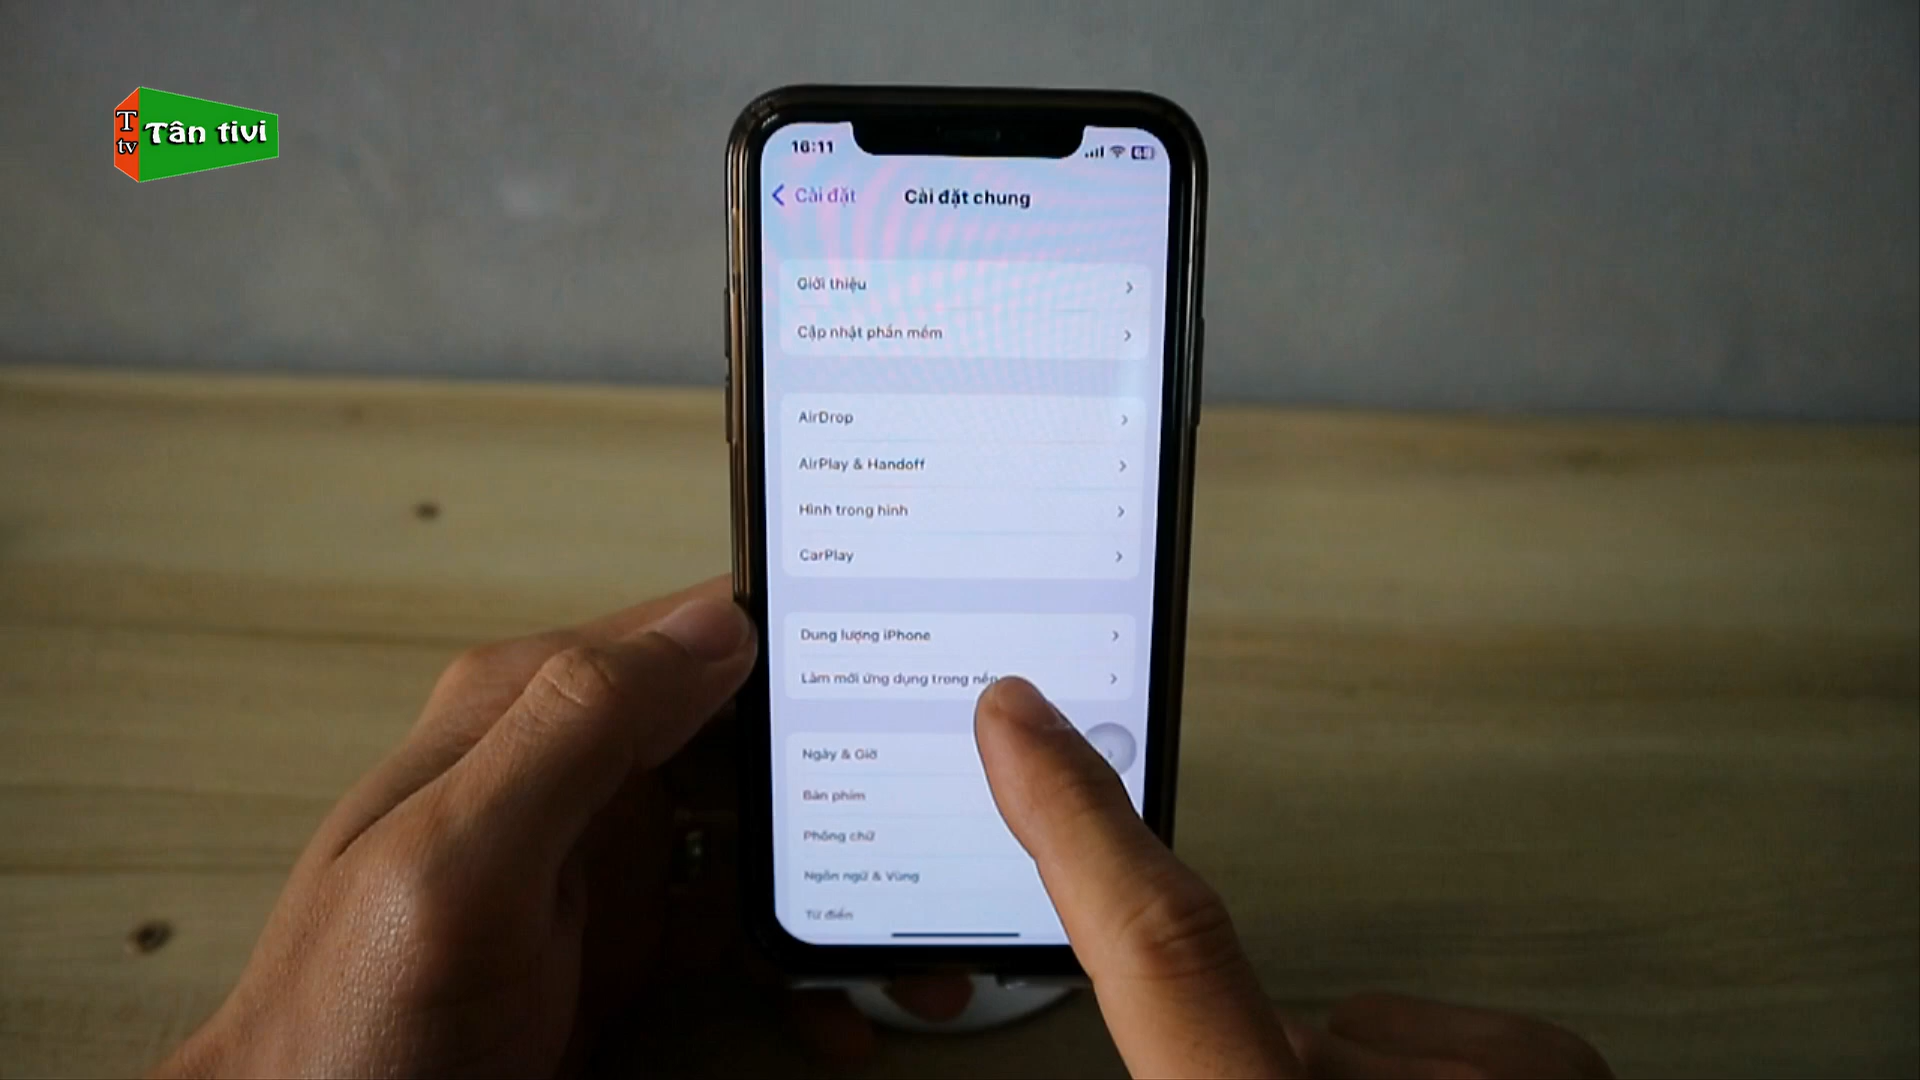 T
tv
Tân tivi
16:11
Cài đặt
Cài đặt chung
Giới thiệu
Cập nhật phần mềm
AirDrop
AirPlay & Handoff
Hình trong hình
CarPlay
Dung lượng iPhone
Làm mới ứng dụng trong nền
Ngày & Giờ
Bàn phím
Phông chữ
Ngôn ngữ & Vùng
Từ điển